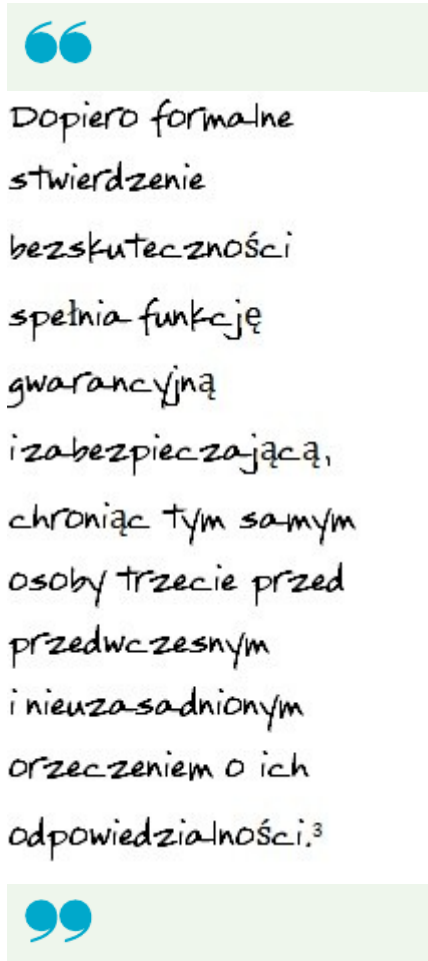 “
Dopiero formalne
stwierdzenie
bezskuteczności
spełnia funkcję
gwarancyjną
i zabezpieczającą,
chroniąc tym samym
osoby trzecie przed
przedwczesnym
i nieuzasadnionym
orzeczeniem o ich
odpowiedzialności.³
”